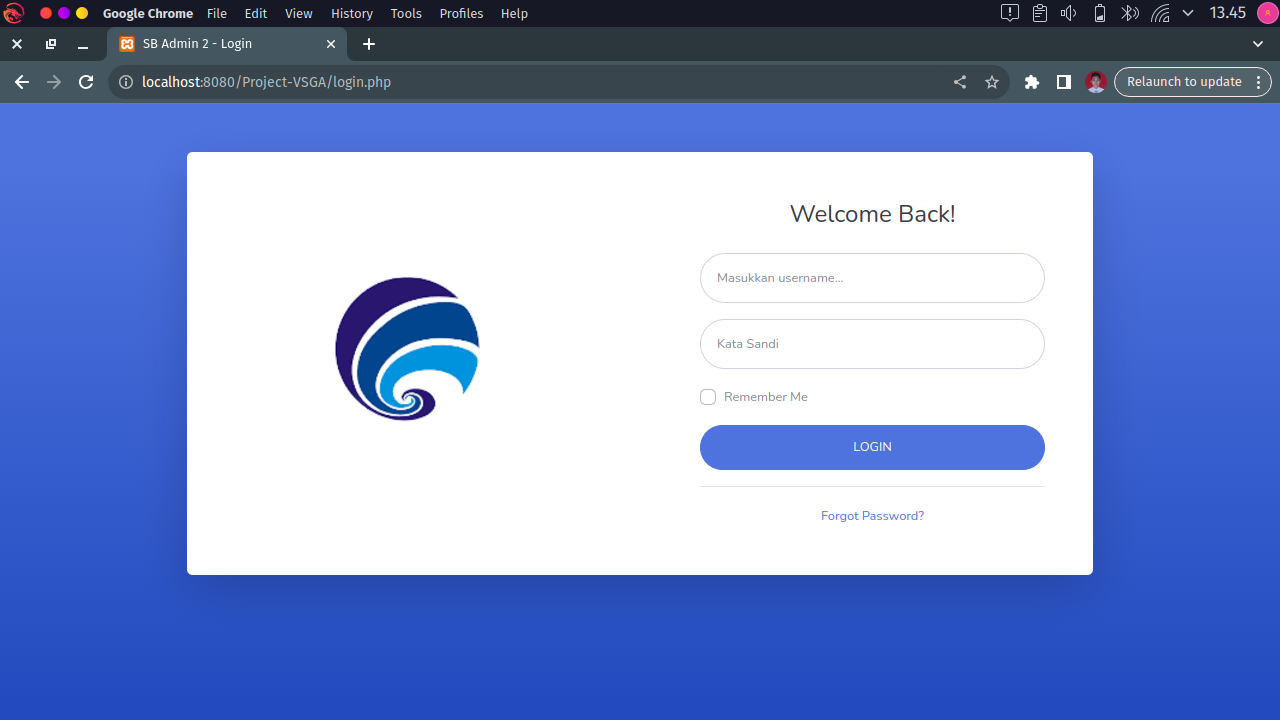 Google Chrome File Edit View History Tools Profiles Help 13.45
SB Admin 2 - Login
localhost:8080/Project-VSGA/login.php Relaunch to update
Welcome Back!
Masukkan username...
Kata Sandi
Remember Me
LOGIN
Forgot Password?